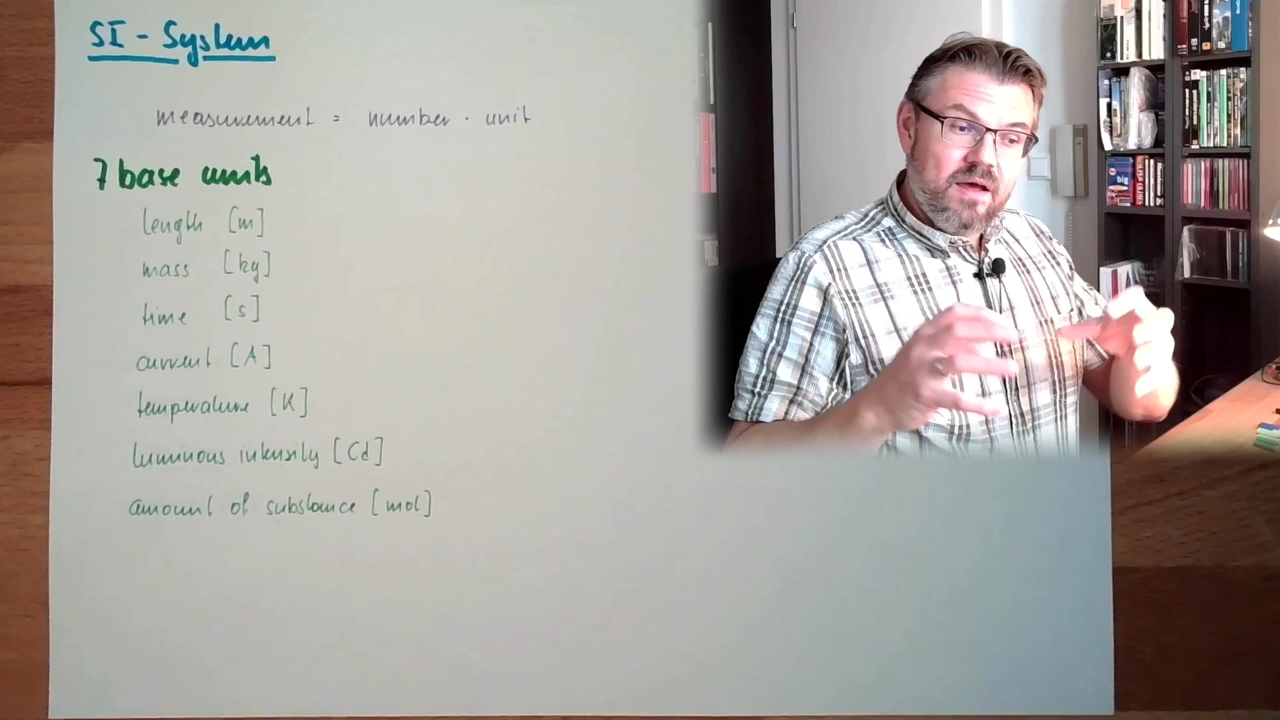 SI - System
measurement = number · unit
7 base units
length [m]
mass [kg]
time [s]
current [A]
temperature [K]
luminous intensity [Cd]
amount of substance [mol]
big